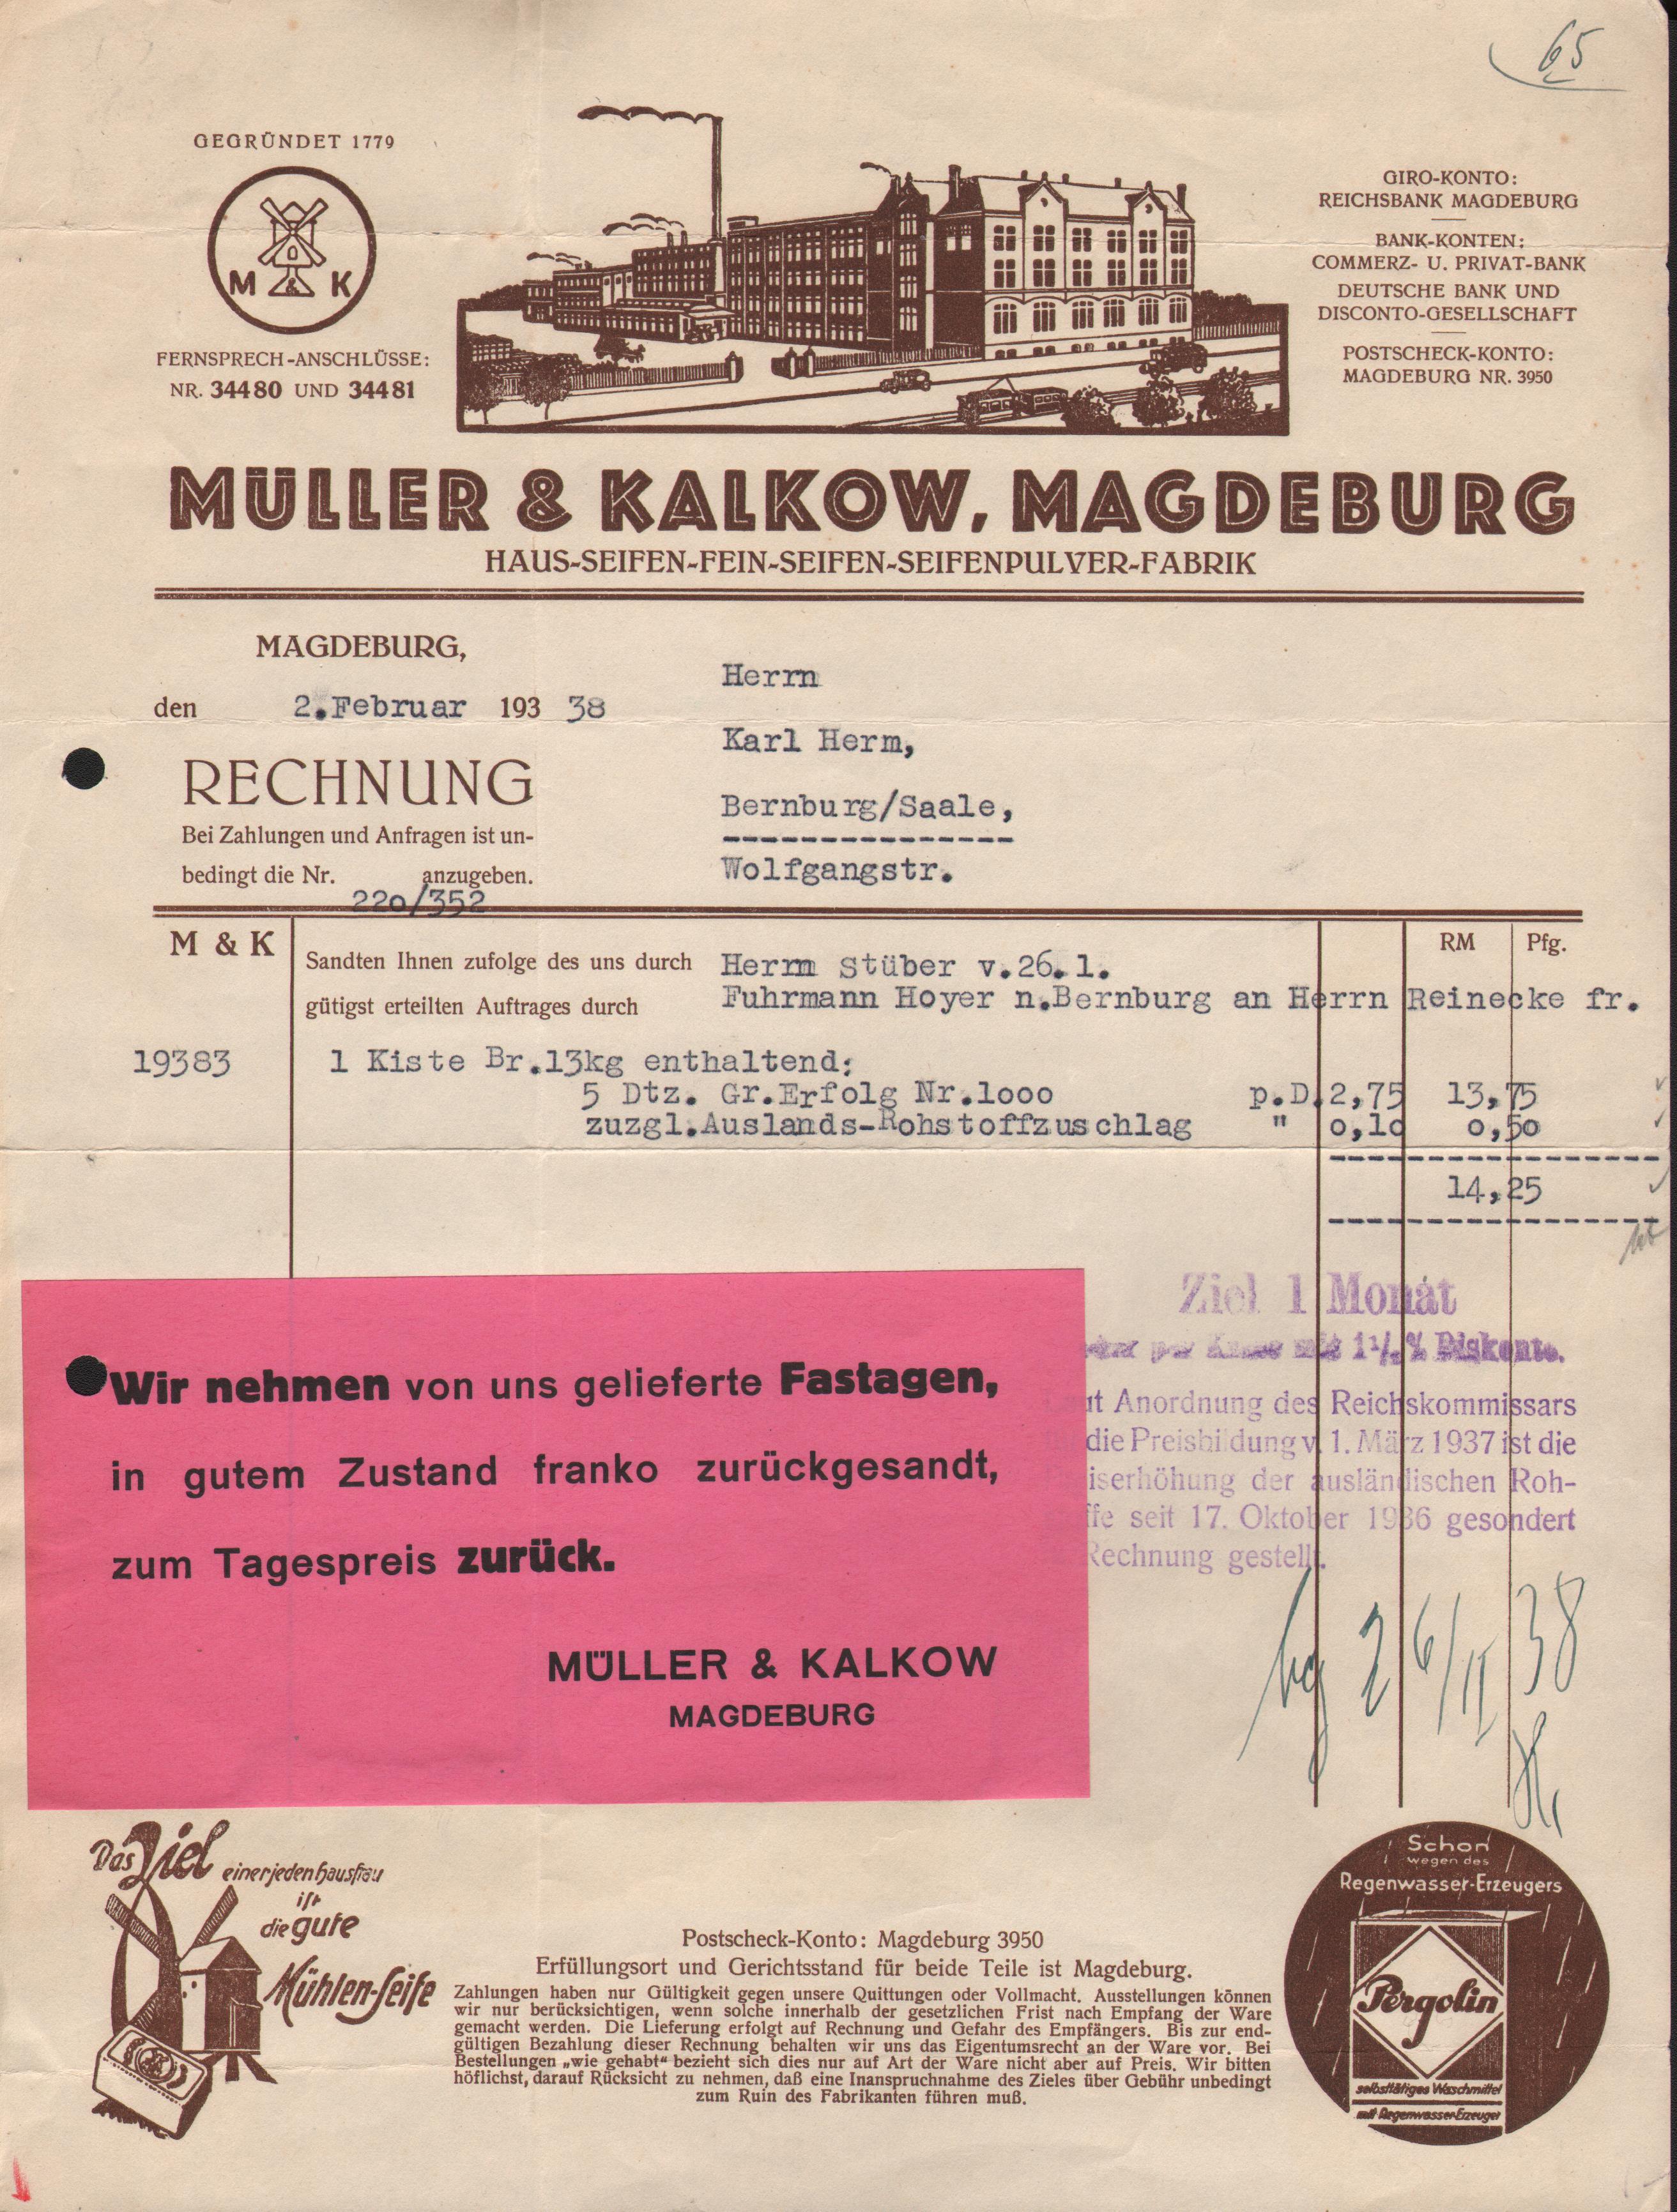 65
GEGRÜNDET 1779
M & K
FERNSPRECH-ANSCHLÜSSE:
NR. 34480 UND 34481
GIRO-KONTO:
REICHSBANK MAGDEBURG
BANK-KONTEN:
COMMERZ- U. PRIVAT-BANK
DEUTSCHE BANK UND
DISCONTO-GESELLSCHAFT
POSTSCHECK-KONTO:
MAGDEBURG NR. 3950
MÜLLER & KALKOW, MAGDEBURG
HAUS-SEIFEN-FEIN-SEIFEN-SEIFENPULVER-FABRIK
MAGDEBURG,
den 2.Februar 193 38
Herrn
Karl Herm,
Bernburg/Saale,
Wolfgangstr.
RECHNUNG
Bei Zahlungen und Anfragen ist un-
bedingt die Nr. anzugeben.
220/352
M & K
RM Pfg.
Sandten Ihnen zufolge des uns durch Herrn Stüber v.26.1.
gütigst erteilten Auftrages durch Fuhrmann Hoyer n.Bernburg an Herrn Reinecke fr.
19383 1 Kiste Br.13kg enthaltend:
5 Dtz. Gr.Erfolg Nr.1000 p.D.2,75 13,75
zuzgl.Auslands-Rohstoffzuschlag " 0,10 0,50
14,25
Ziel 1 Monat
Diskonto.
Anordnung des Reichskommissars
die Preisbildung v. 1. März 1937 ist die
iserhöhung der ausländischen Roh-
ffe seit 17. Oktober 1936 gesondert
Rechnung gestellt.
Wir nehmen von uns gelieferte Fastagen,
in gutem Zustand franko zurückgesandt,
zum Tagespreis zurück.
MÜLLER & KALKOW
MAGDEBURG
26/II 38
Das Ziel einer jeden Hausfrau
ist
die gute
Mühlen-Seife
Postscheck-Konto: Magdeburg 3950
Erfüllungsort und Gerichtsstand für beide Teile ist Magdeburg.
Zahlungen haben nur Gültigkeit gegen unsere Quittungen oder Vollmacht. Ausstellungen können
wir nur berücksichtigen, wenn solche innerhalb der gesetzlichen Frist nach Empfang der Ware
gemacht werden. Die Lieferung erfolgt auf Rechnung und Gefahr des Empfängers. Bis zur end-
gültigen Bezahlung dieser Rechnung behalten wir uns das Eigentumsrecht an der Ware vor. Bei
Bestellungen „wie gehabt“ bezieht sich dies nur auf Art der Ware nicht aber auf Preis. Wir bitten
höflichst, darauf Rücksicht zu nehmen, daß eine Inanspruchnahme des Zieles über Gebühr unbedingt
zum Ruin des Fabrikanten führen muß.
Schon
wegen des
Regenwasser-Erzeugers
Pergolin
selbsttätiges Waschmittel
mit Regenwasser-Erzeuger